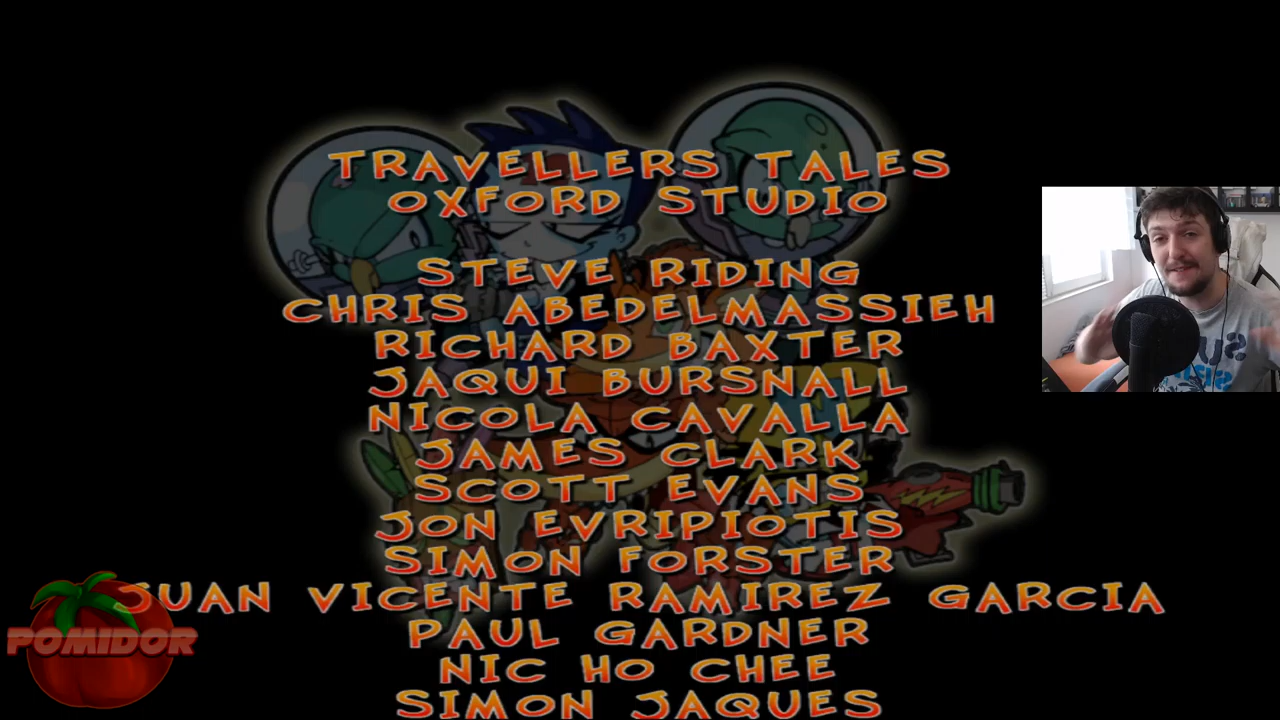 TRAVELLERS TALES
OXFORD STUDIO
STEVE RIDING
CHRIS ABEDELMASSIEH
RICHARD BAXTER
JAQUI BURSNALL
NICOLA CAVALLA
JAMES CLARK
SCOTT EVANS
JON EVRIPIOTIS
SIMON FORSTER
JUAN VICENTE RAMIREZ GARCIA
PAUL GARDNER
NIC HO CHEE
SIMON JAQUES
POMIDOR